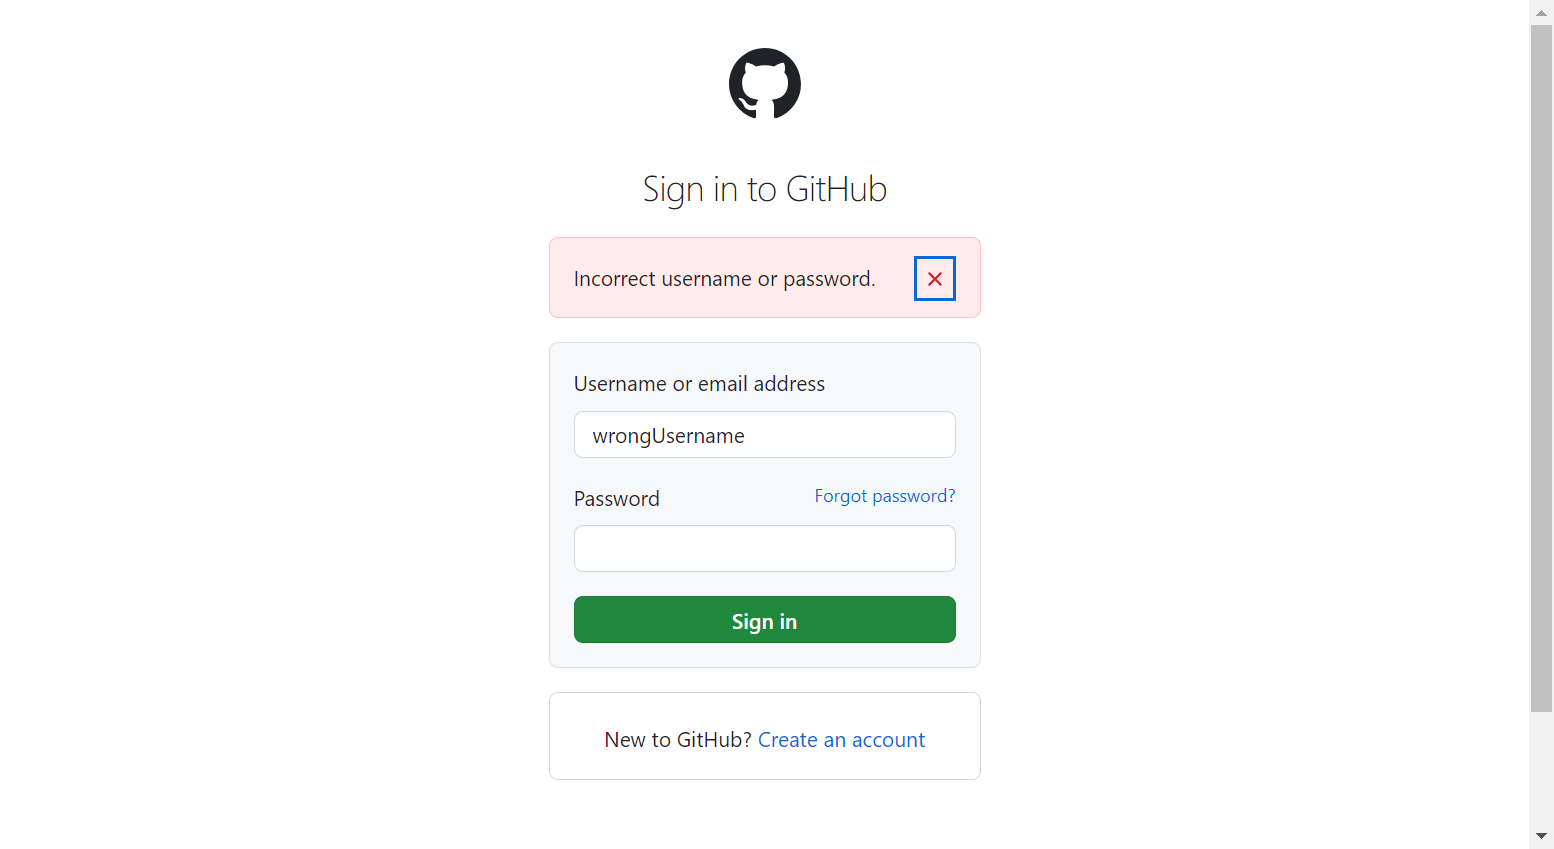 Sign in to GitHub
Incorrect username or password.
Username or email address
wrongUsername
Password Forgot password?
Sign in
New to GitHub? Create an account